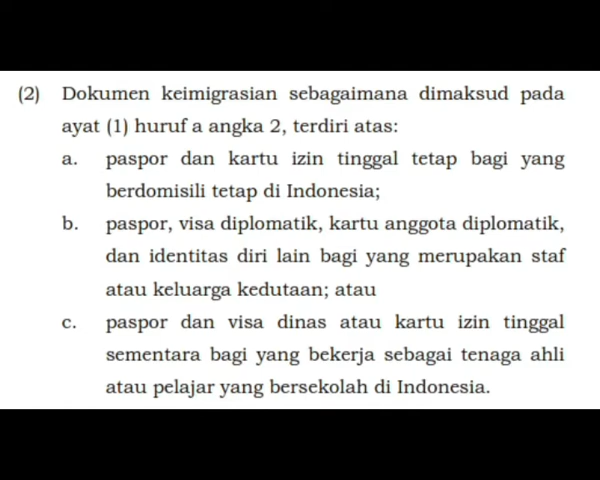 (2) Dokumen keimigrasian sebagaimana dimaksud pada
ayat (1) huruf a angka 2, terdiri atas:
a. paspor dan kartu izin tinggal tetap bagi yang
berdomisili tetap di Indonesia;
b. paspor, visa diplomatik, kartu anggota diplomatik,
dan identitas diri lain bagi yang merupakan staf
atau keluarga kedutaan; atau
c. paspor dan visa dinas atau kartu izin tinggal
sementara bagi yang bekerja sebagai tenaga ahli
atau pelajar yang bersekolah di Indonesia.